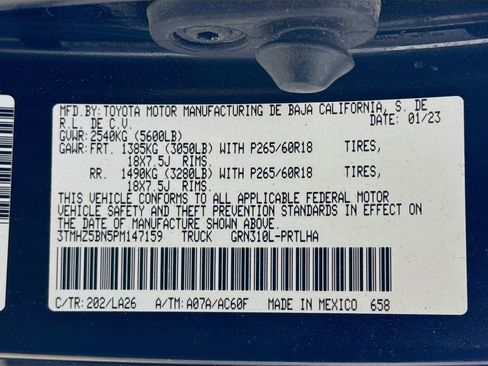 MFD.BY:TOYOTA MOTOR MANUFACTURING DE BAJA CALIFORNIA, S. DE
R.L. DE C.V. DATE: 01/23
GVWR:2540KG (5600LB)
GAWR:FRT. 1385KG (3050LB) WITH P265/60R18 TIRES,
18X7.5J RIMS.
RR. 1490KG (3280LB) WITH P265/60R18 TIRES,
18X7.5J RIMS.
THIS VEHICLE CONFORMS TO ALL APPLICABLE FEDERAL MOTOR
VEHICLE SAFETY AND THEFT PREVENTION STANDARDS IN EFFECT ON
THE DATE OF MANUFACTURE SHOWN ABOVE.
3TMHZ5BN5PM147159 TRUCK GRN310L-PRTLHA
C/TR:202/LA26 A/TM:A07A/AC60F MADE IN MEXICO 658